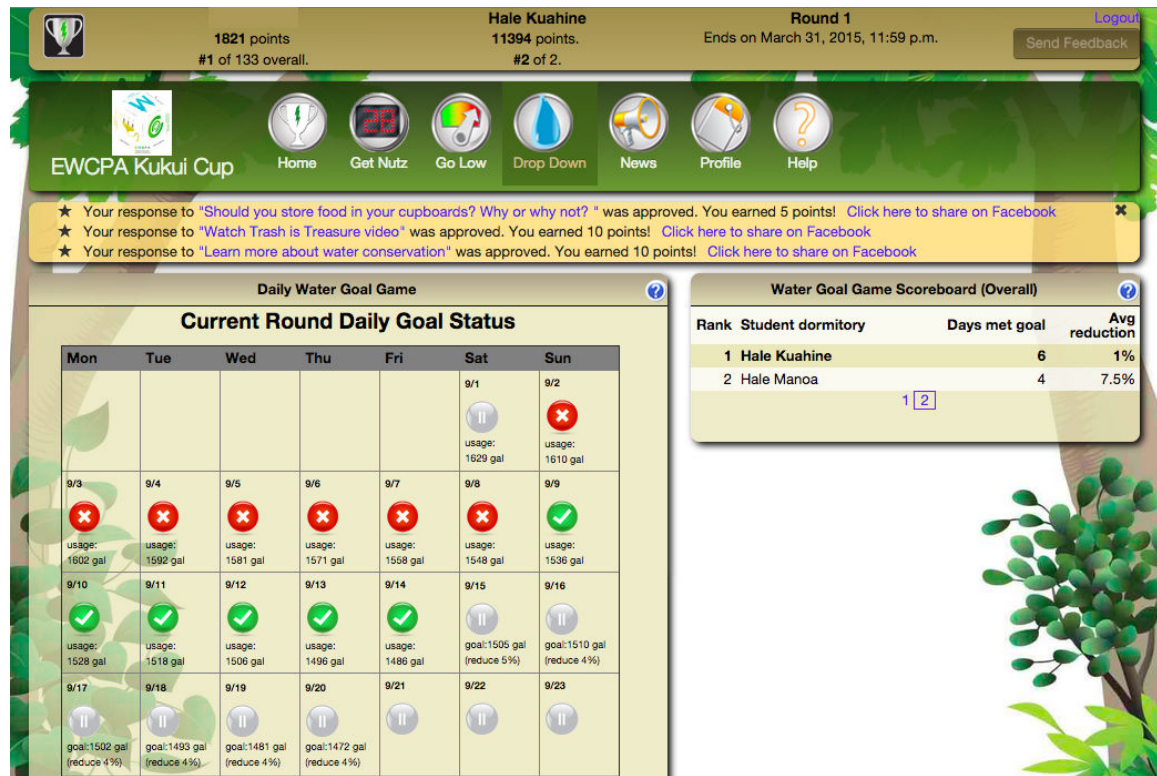 Hale Kuahine Round 1 Logout
1821 points 11394 points. Ends on March 31, 2015, 11:59 p.m. Send Feedback
#1 of 133 overall. #2 of 2.
EWCPA Kukui Cup
Home Get Nutz Go Low Drop Down News Profile Help
★ Your response to "Should you store food in your cupboards? Why or why not? " was approved. You earned 5 points! Click here to share on Facebook
★ Your response to "Watch Trash is Treasure video" was approved. You earned 10 points! Click here to share on Facebook
★ Your response to "Learn more about water conservation" was approved. You earned 10 points! Click here to share on Facebook
Daily Water Goal Game
Current Round Daily Goal Status
Mon Tue Wed Thu Fri Sat Sun
9/1 9/2
usage: usage:
1629 gal 1610 gal
9/3 9/4 9/5 9/6 9/7 9/8 9/9
usage: usage: usage: usage: usage: usage: usage:
1602 gal 1592 gal 1581 gal 1571 gal 1558 gal 1548 gal 1536 gal
9/10 9/11 9/12 9/13 9/14 9/15 9/16
usage: usage: usage: usage: usage: goal:1505 gal goal:1510 gal
1528 gal 1518 gal 1506 gal 1496 gal 1486 gal (reduce 5%) (reduce 4%)
9/17 9/18 9/19 9/20 9/21 9/22 9/23
goal:1502 gal goal:1493 gal goal:1481 gal goal:1472 gal
(reduce 4%) (reduce 4%) (reduce 4%) (reduce 4%)
Water Goal Game Scoreboard (Overall)
Rank Student dormitory Days met goal Avg reduction
1 Hale Kuahine 6 1%
2 Hale Manoa 4 7.5%
1 2